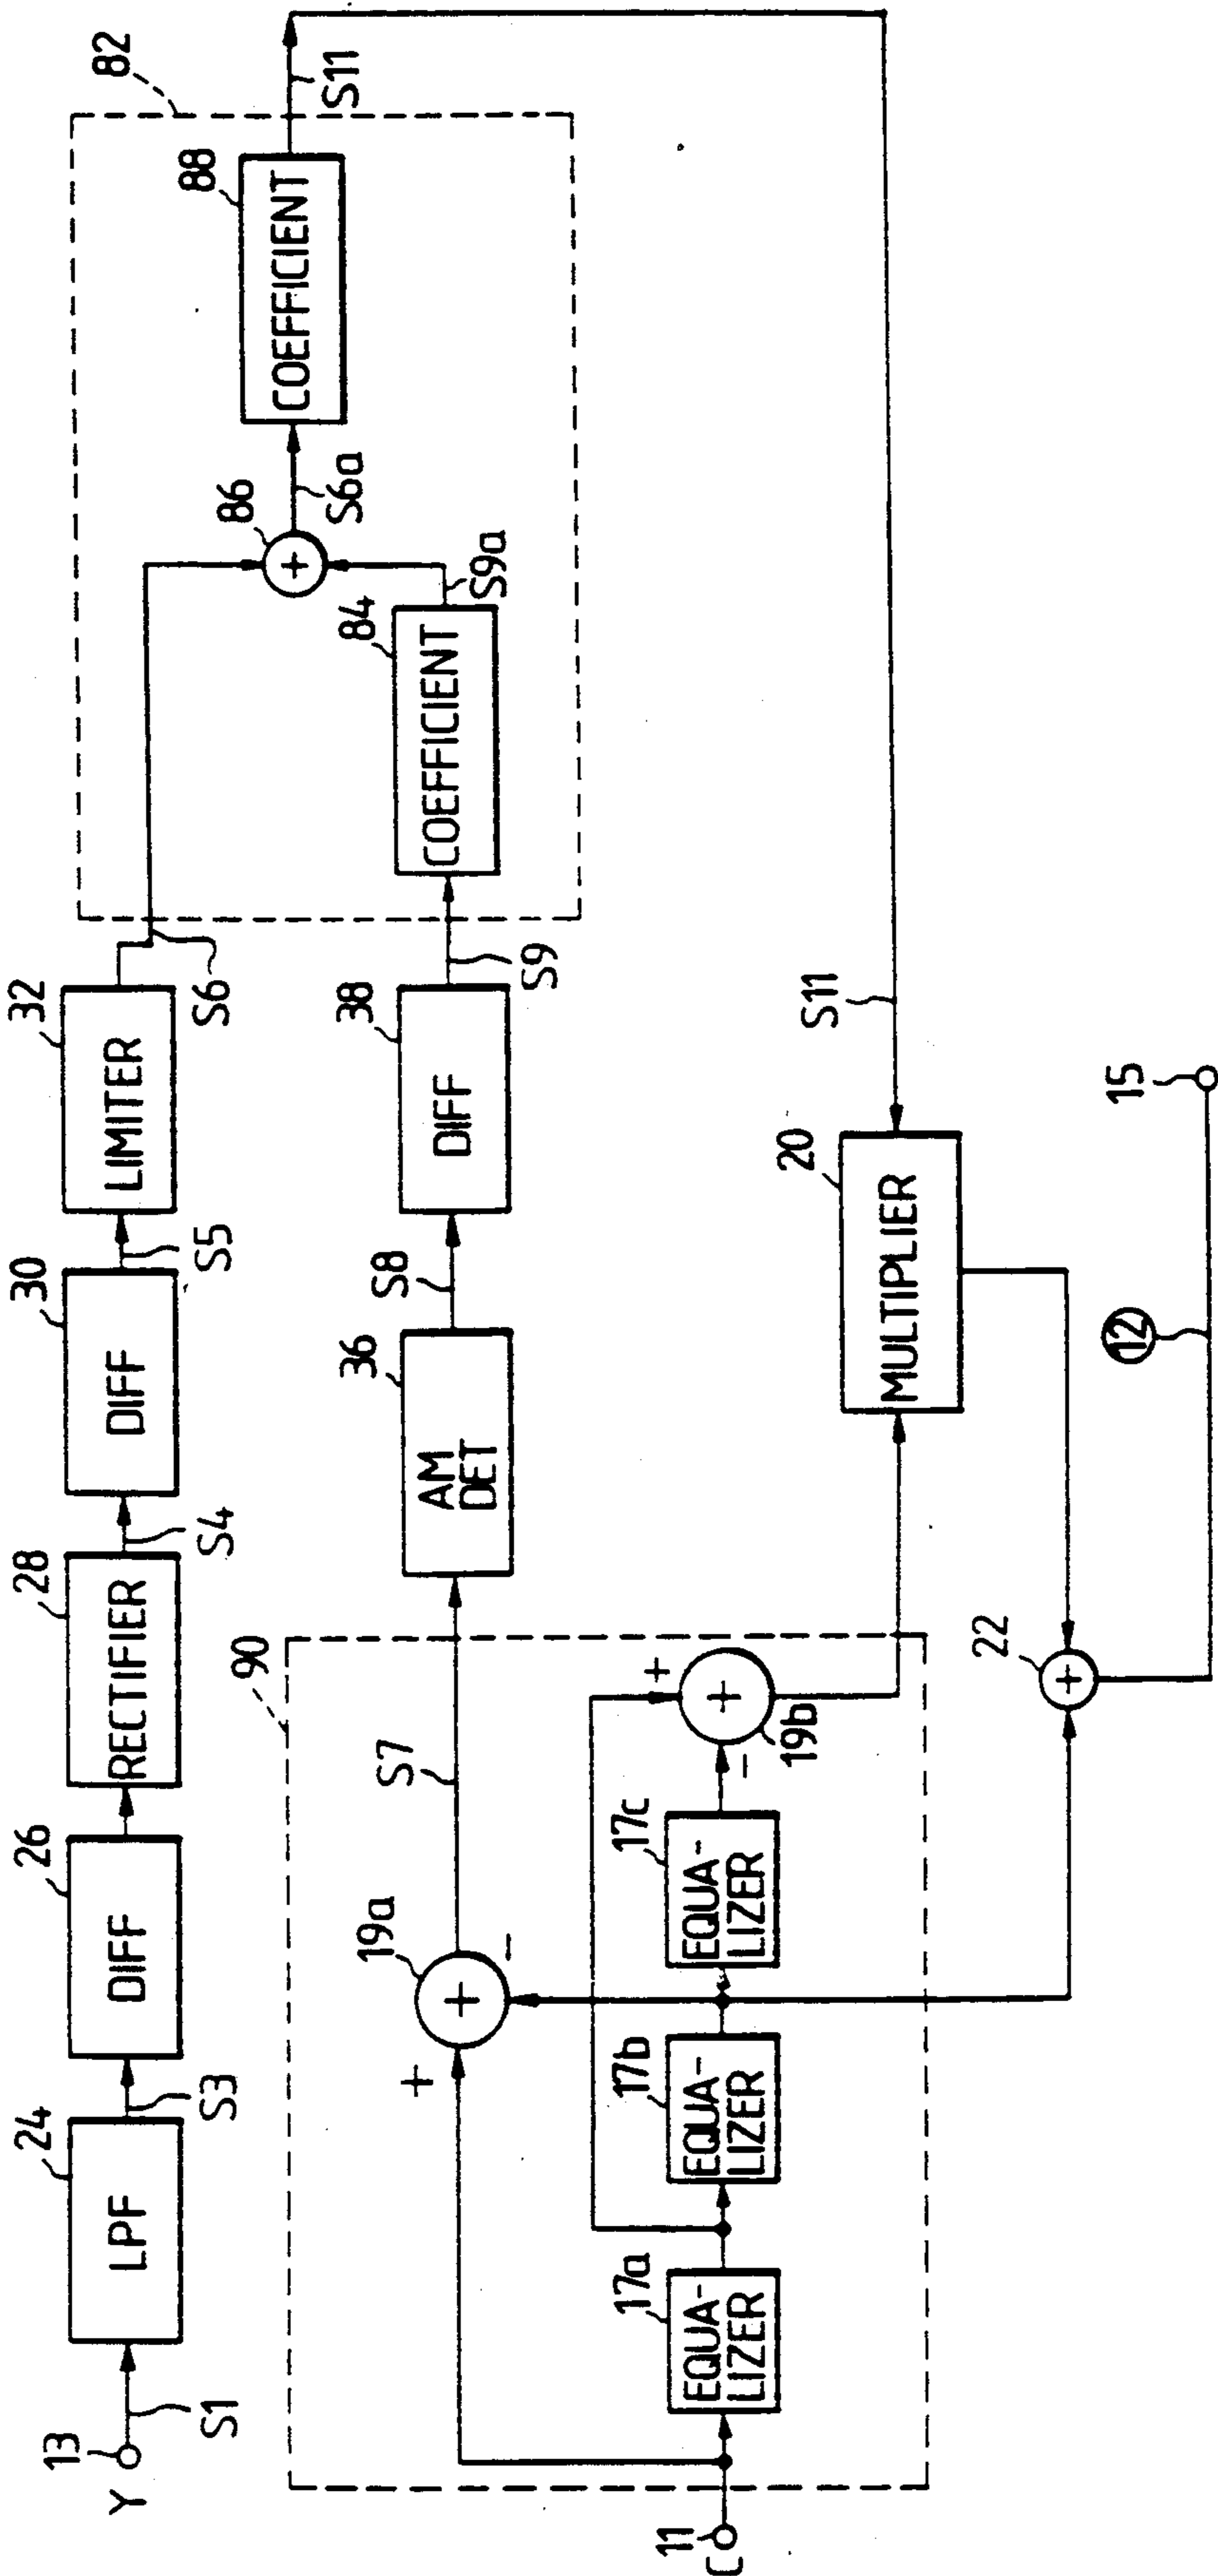 Y
13
S1
24
LPF
S3
26
DIFF
28
RECTIFIER
S4
30
DIFF
S5
32
LIMITER
S6
82
86
+
S6a
88
COEFFICIENT
S11
84
COEFFICIENT
S9a
90
19a
+
+
-
S7
36
AM
DET
S8
38
DIFF
S9
C
11
17a
EQUA-
LIZER
17b
EQUA-
LIZER
17c
EQUA-
LIZER
+
+
-
19b
20
MULTIPLIER
S11
22
+
12
15